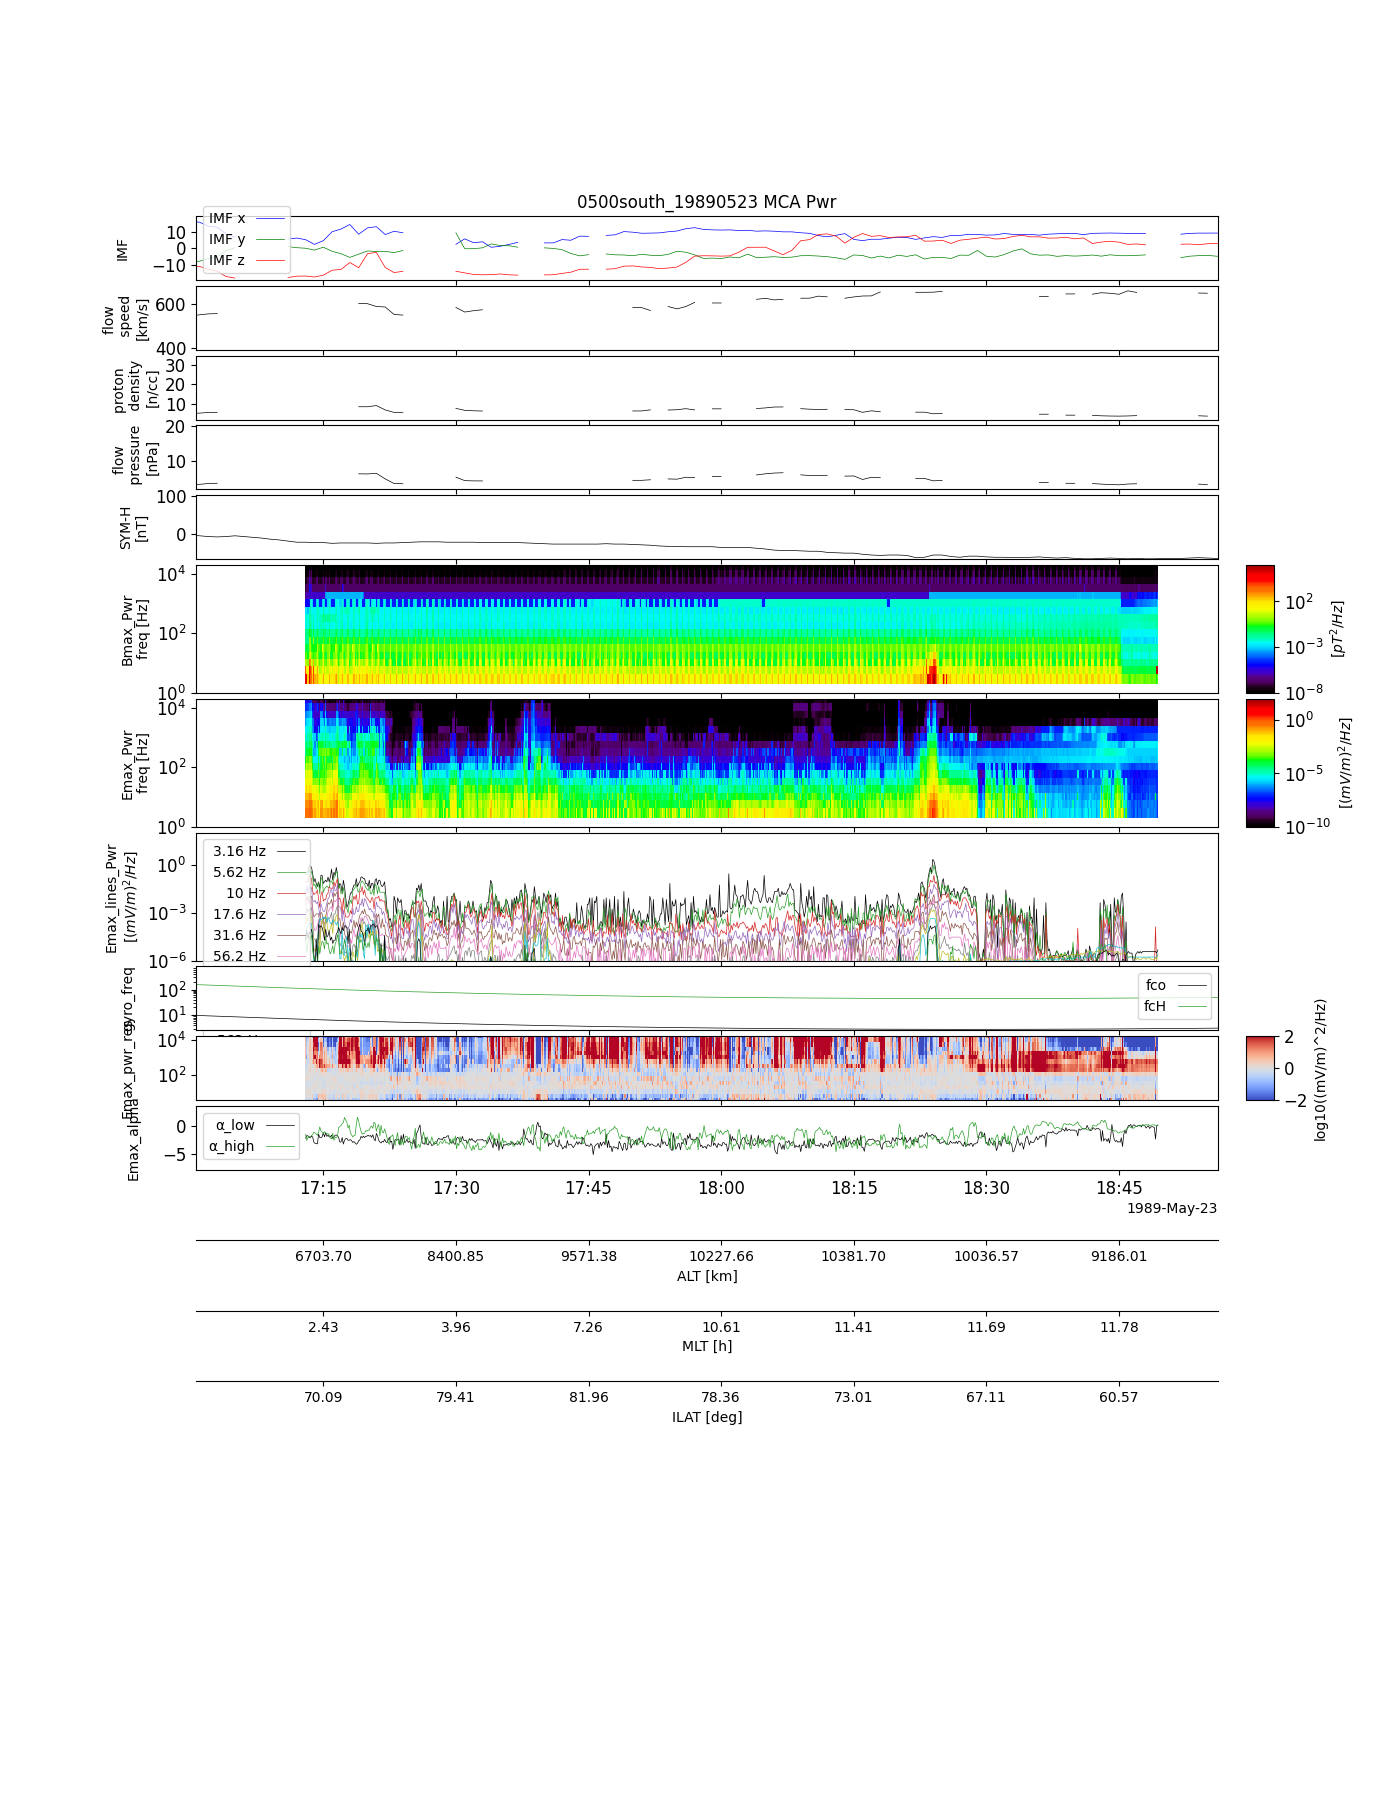 0500south_19890523 MCA Pwr
IMF x
IMF y
IMF z
10
0
−10
IMF
600
400
flow
speed
[km/s]
30
20
10
proton
density
[n/cc]
20
10
flow
pressure
[nPa]
100
0
SYM-H
[nT]
10^4
10^2
10^0
Bmax_Pwr
freq [Hz]
10^2
10^−3
10^−8
[pT^2/Hz]
10^4
10^2
10^0
Emax_Pwr
freq [Hz]
10^0
10^−5
10^−10
[(mV/m)^2/Hz]
3.16 Hz
5.62 Hz
10 Hz
17.6 Hz
31.6 Hz
56.2 Hz
10^0
10^−3
10^−6
Emax_lines_Pwr
[(mV/m)^2/Hz]
fco
fcH
10^2
10^1
gyro_freq
10^4
10^2
Emax_pwr_reg
2
0
−2
log10((mV/m)^2/Hz)
α_low
α_high
0
−5
Emax_alpha
17:15 17:30 17:45 18:00 18:15 18:30 18:45
1989-May-23
6703.70 8400.85 9571.38 10227.66 10381.70 10036.57 9186.01
ALT [km]
2.43 3.96 7.26 10.61 11.41 11.69 11.78
MLT [h]
70.09 79.41 81.96 78.36 73.01 67.11 60.57
ILAT [deg]